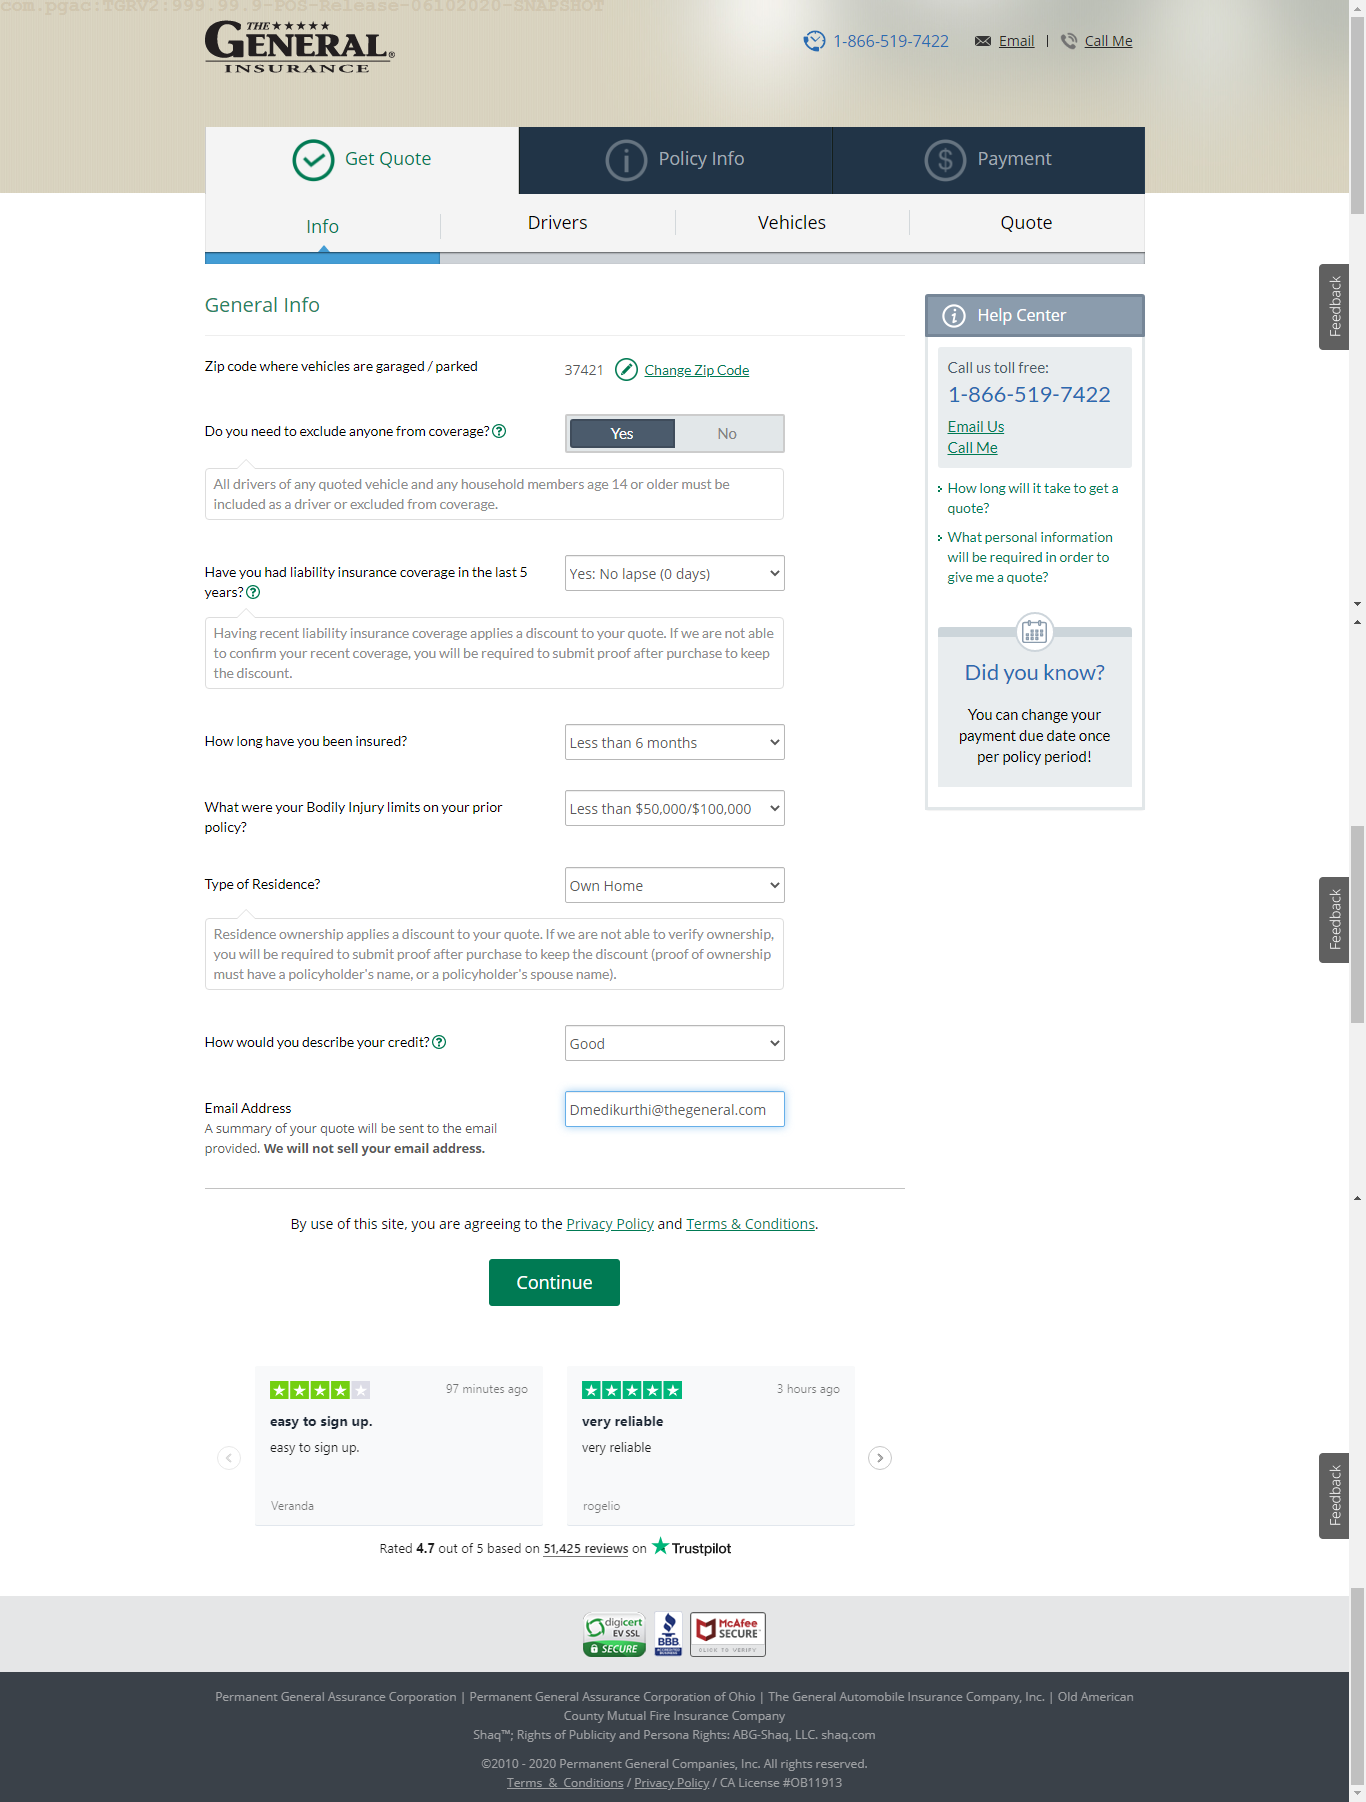 com.pgac:TGRV2:999.99.9-POS-Release-06102020-SNAPSHOT
THE ★★★★★
GENERAL®
INSURANCE
1-866-519-7422 Email | Call Me
Get Quote Policy Info Payment
Info Drivers Vehicles Quote
General Info
Zip code where vehicles are garaged / parked 37421 Change Zip Code
Do you need to exclude anyone from coverage? Yes No
All drivers of any quoted vehicle and any household members age 14 or older must be
included as a driver or excluded from coverage.
Have you had liability insurance coverage in the last 5
years?
Yes: No lapse (0 days)
Having recent liability insurance coverage applies a discount to your quote. If we are not able
to confirm your recent coverage, you will be required to submit proof after purchase to keep
the discount.
How long have you been insured? Less than 6 months
What were your Bodily Injury limits on your prior
policy?
Less than $50,000/$100,000
Type of Residence? Own Home
Residence ownership applies a discount to your quote. If we are not able to verify ownership,
you will be required to submit proof after purchase to keep the discount (proof of ownership
must have a policyholder's name, or a policyholder's spouse name).
How would you describe your credit? Good
Email Address
Dmedikurthi@thegeneral.com
A summary of your quote will be sent to the email
provided. We will not sell your email address.
Help Center
Call us toll free:
1-866-519-7422
Email Us
Call Me
How long will it take to get a
quote?
What personal information
will be required in order to
give me a quote?
Did you know?
You can change your
payment due date once
per policy period!
Feedback
Feedback
Feedback
By use of this site, you are agreeing to the Privacy Policy and Terms & Conditions.
Continue
97 minutes ago
easy to sign up.
easy to sign up.
Veranda
3 hours ago
very reliable
very reliable
rogelio
Rated 4.7 out of 5 based on 51,425 reviews on Trustpilot
digicert
EV SSL
SECURE
BBB
ACCREDITED
BUSINESS
McAfee
SECURE
CLICK TO VERIFY
Permanent General Assurance Corporation | Permanent General Assurance Corporation of Ohio | The General Automobile Insurance Company, Inc. | Old American
County Mutual Fire Insurance Company
Shaq™; Rights of Publicity and Persona Rights: ABG-Shaq, LLC. shaq.com
©2010 - 2020 Permanent General Companies, Inc. All rights reserved.
Terms & Conditions / Privacy Policy / CA License #OB11913